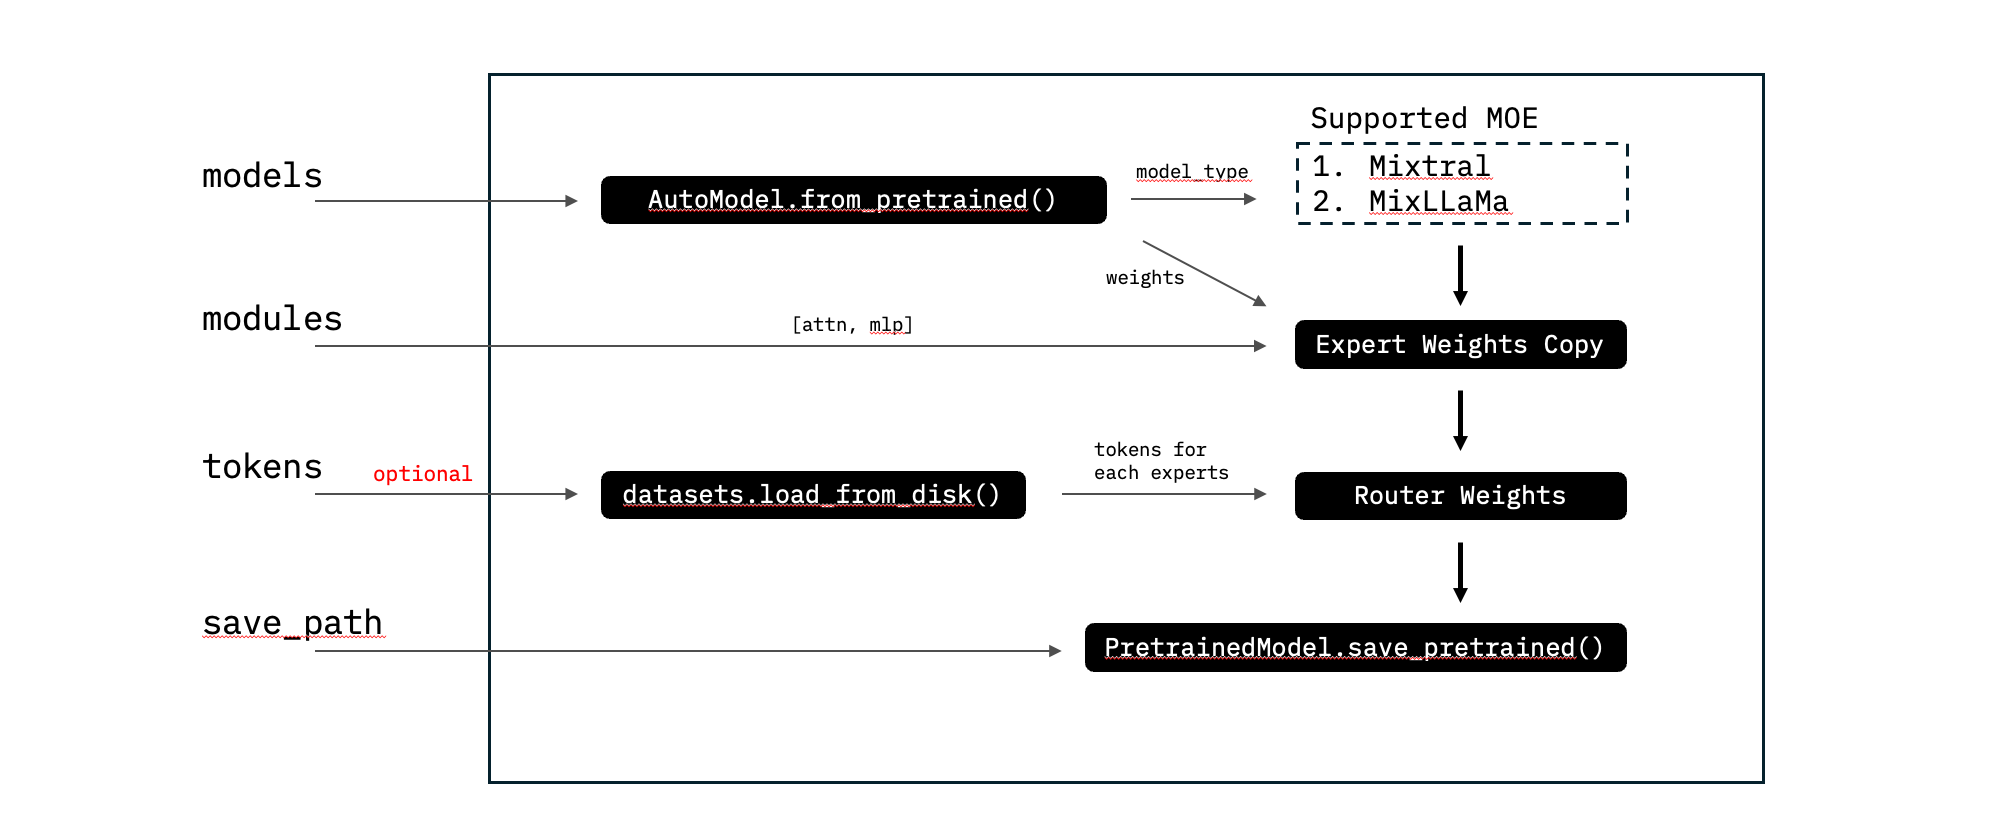 Supported MOE
models
AutoModel.from_pretrained()
model_type
1. Mixtral
2. MixLLaMa
weights
modules
[attn, mlp]
Expert Weights Copy
tokens
optional
datasets.load_from_disk()
tokens for
each experts
Router Weights
save_path
PretrainedModel.save_pretrained()